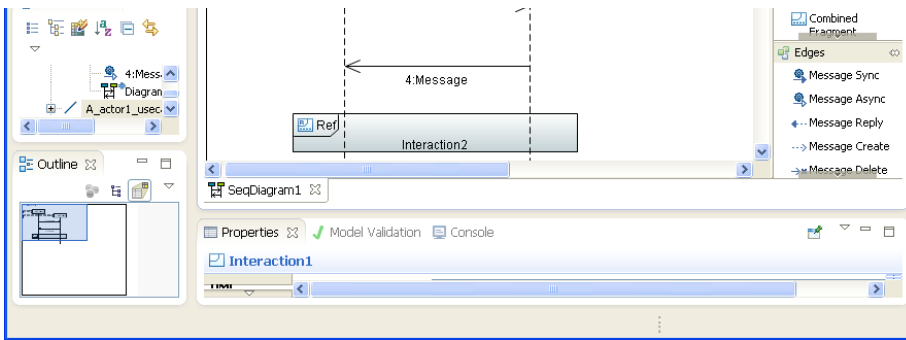 Combined
Fragment
Edges
4:Mess
Message Sync
4:Message
Diagran
Message Async
A_actor1_usec
Ref
Message Reply
Interaction2
Message Create
Outline
Message Delete
SeqDiagram1
Properties Model Validation Console
Interaction1